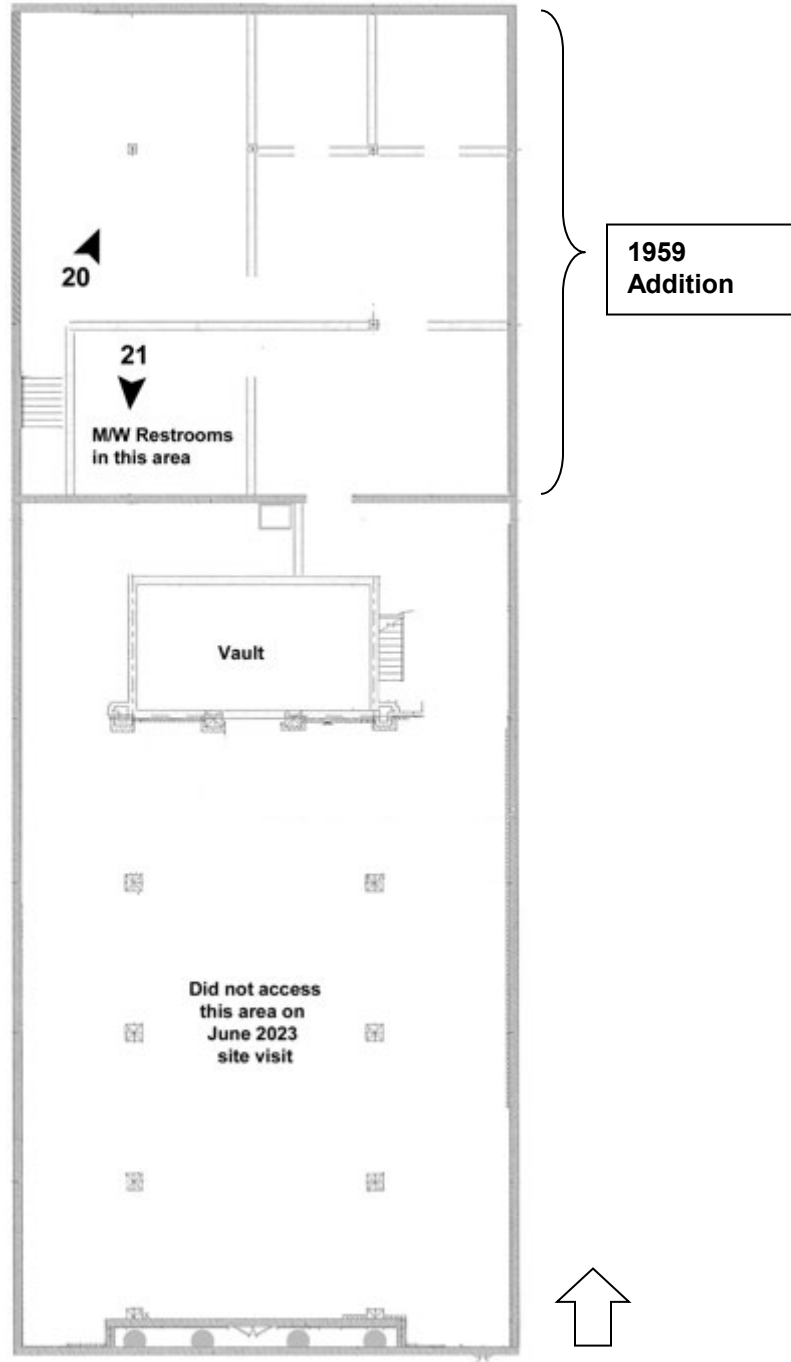 20
1959
Addition
21
M/W Restrooms
in this area
Vault
Did not access
this area on
June 2023
site visit